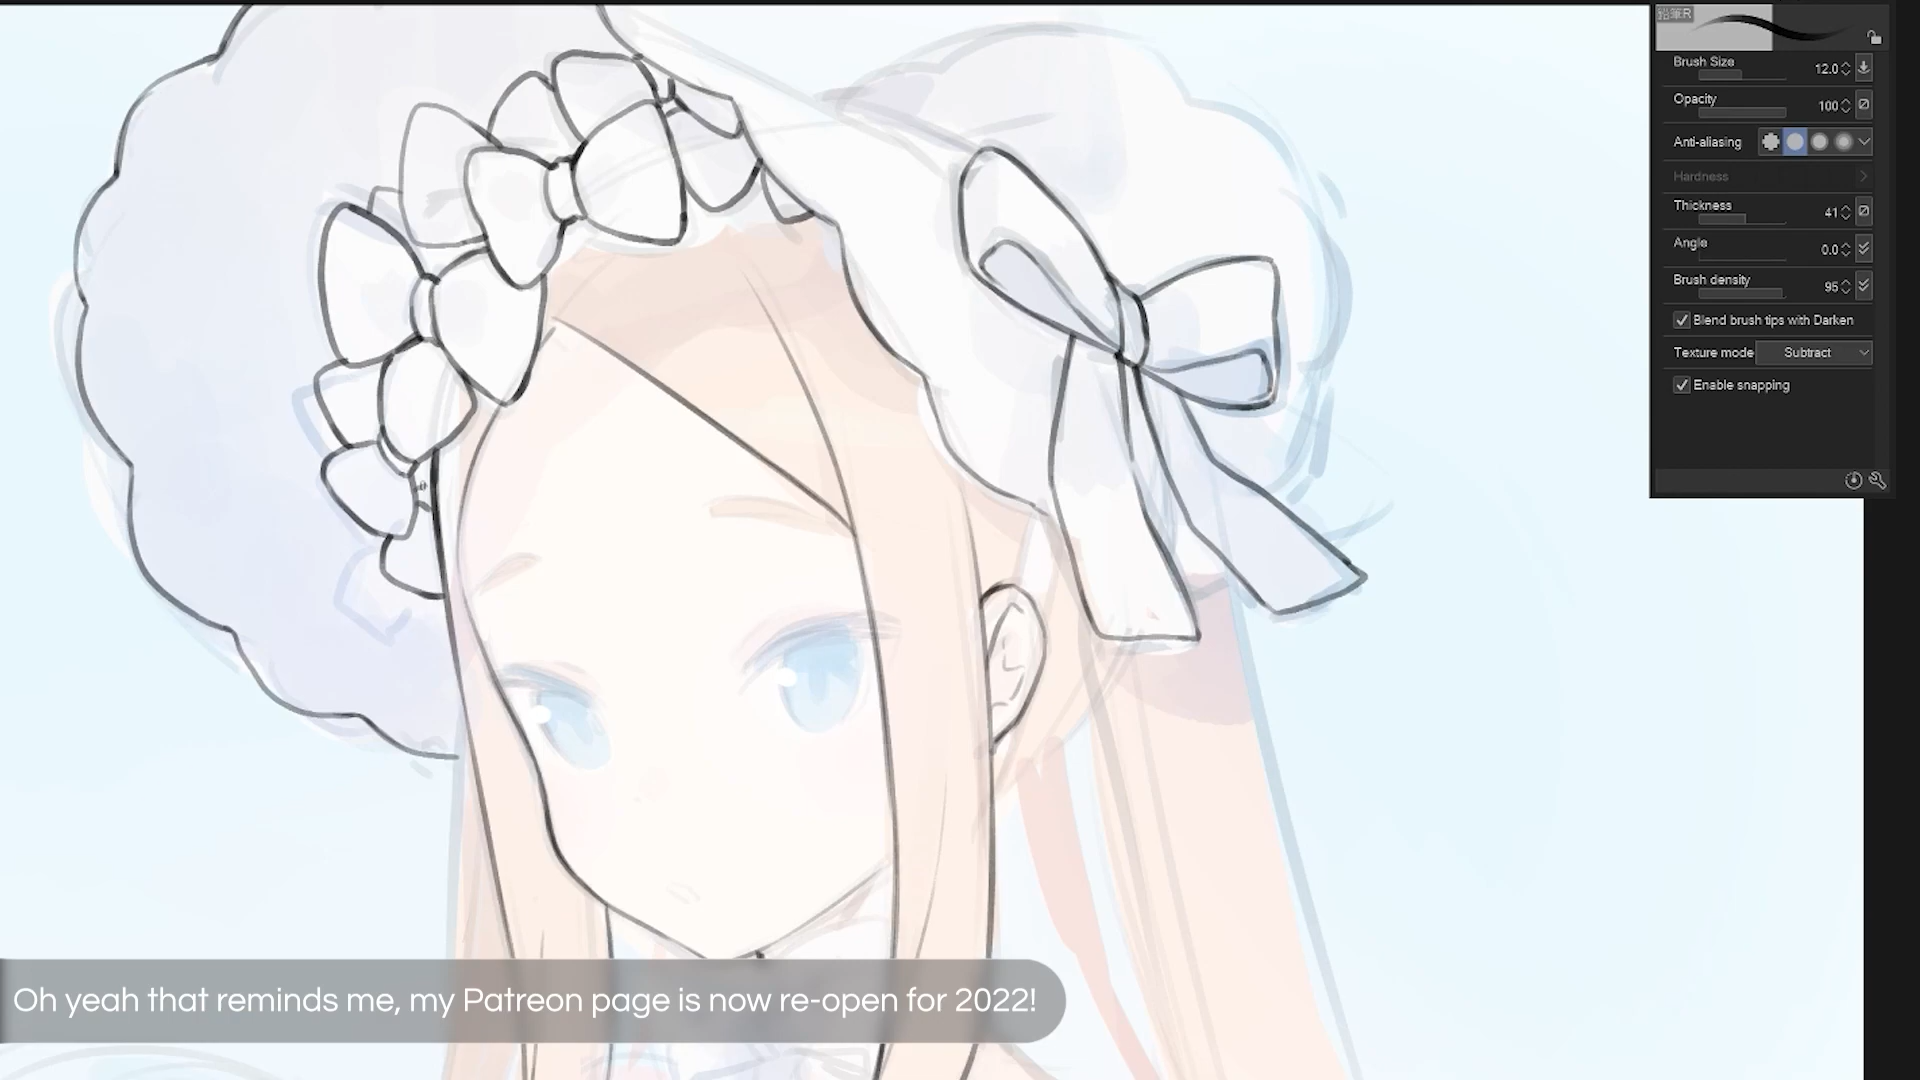 鉛筆R
Brush Size 12.0
Opacity 100
Anti-aliasing
Hardness
Thickness 41
Angle 0.0
Brush density 95
Blend brush tips with Darken
Texture mode Subtract
Enable snapping
Oh yeah that reminds me, my Patreon page is now re-open for 2022!